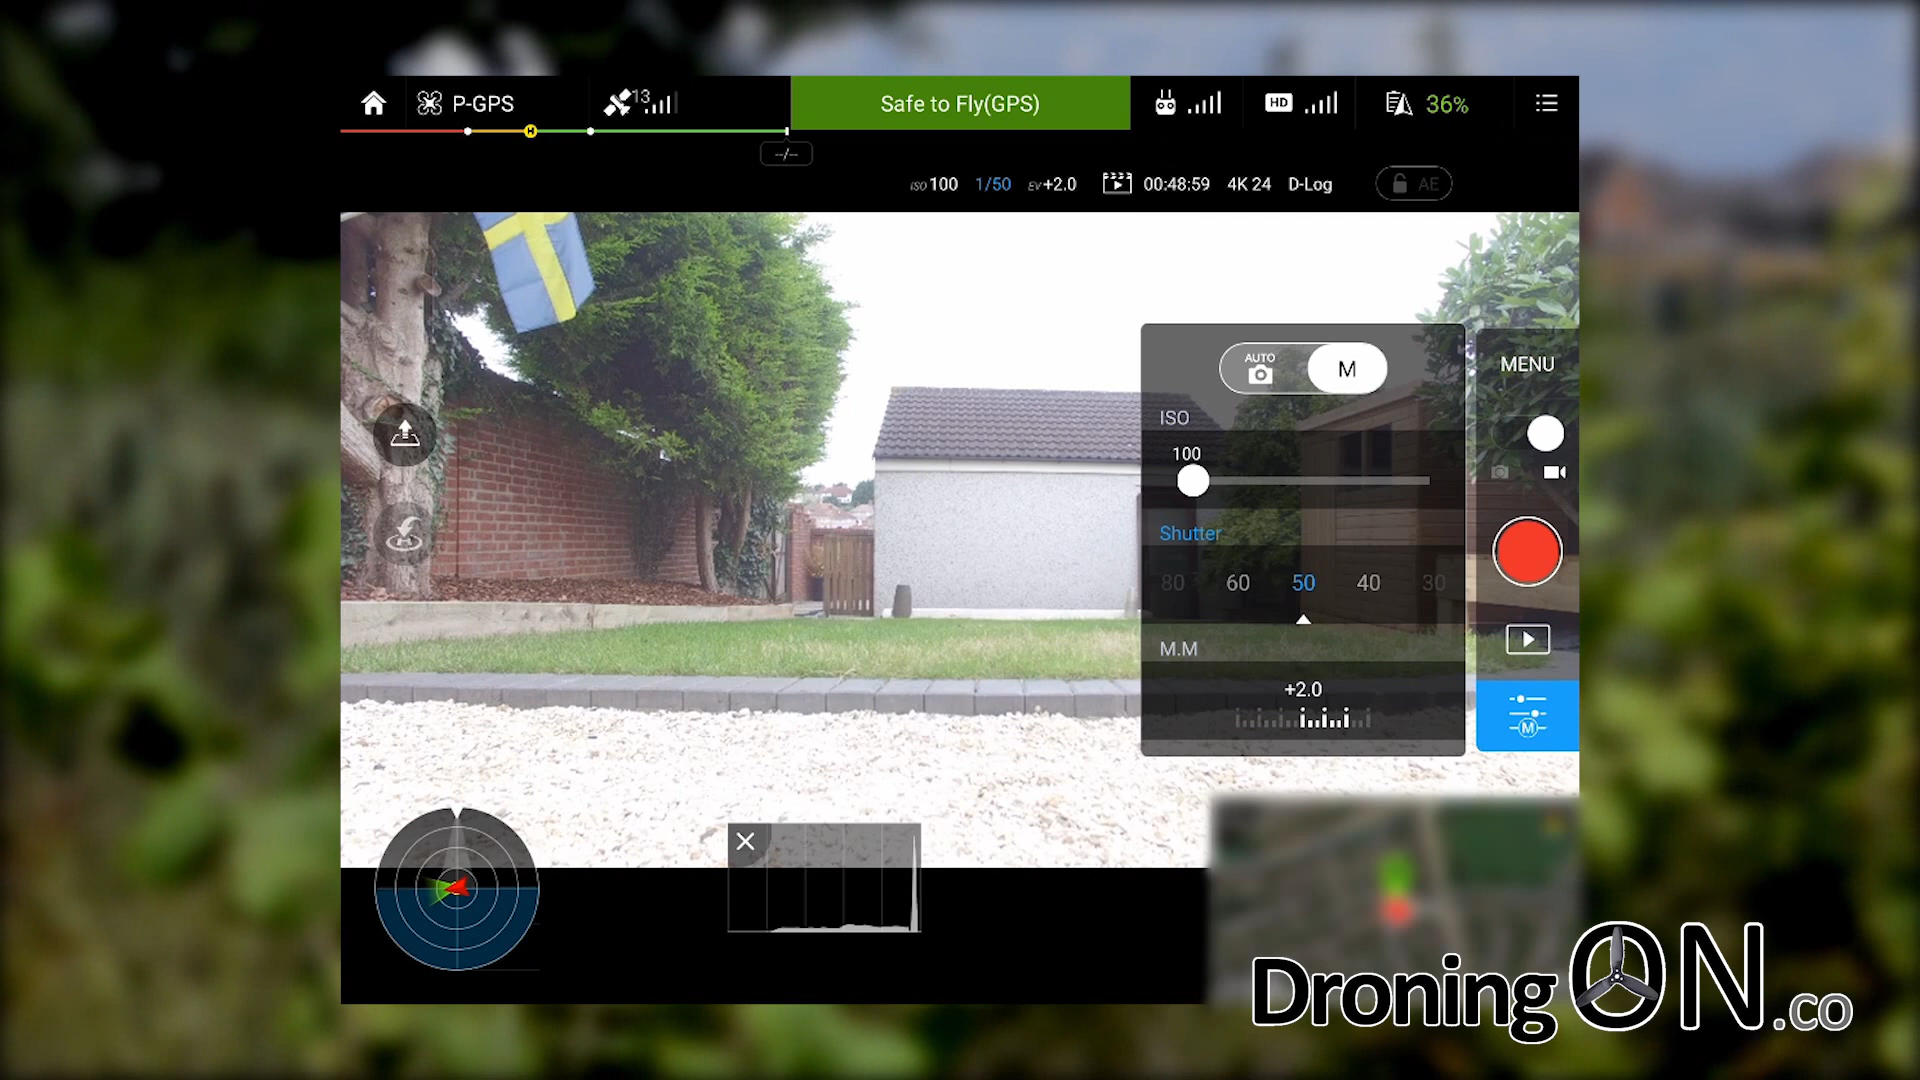 P-GPS
13
Safe to Fly(GPS)
HD
36%
H
--/--
ISO 100 1/50 EV +2.0 00:48:59 4K 24 D-Log AE
AUTO
M
MENU
ISO
100
Shutter
80 60 50 40 30
M.M
+2.0
M
DroningON.co